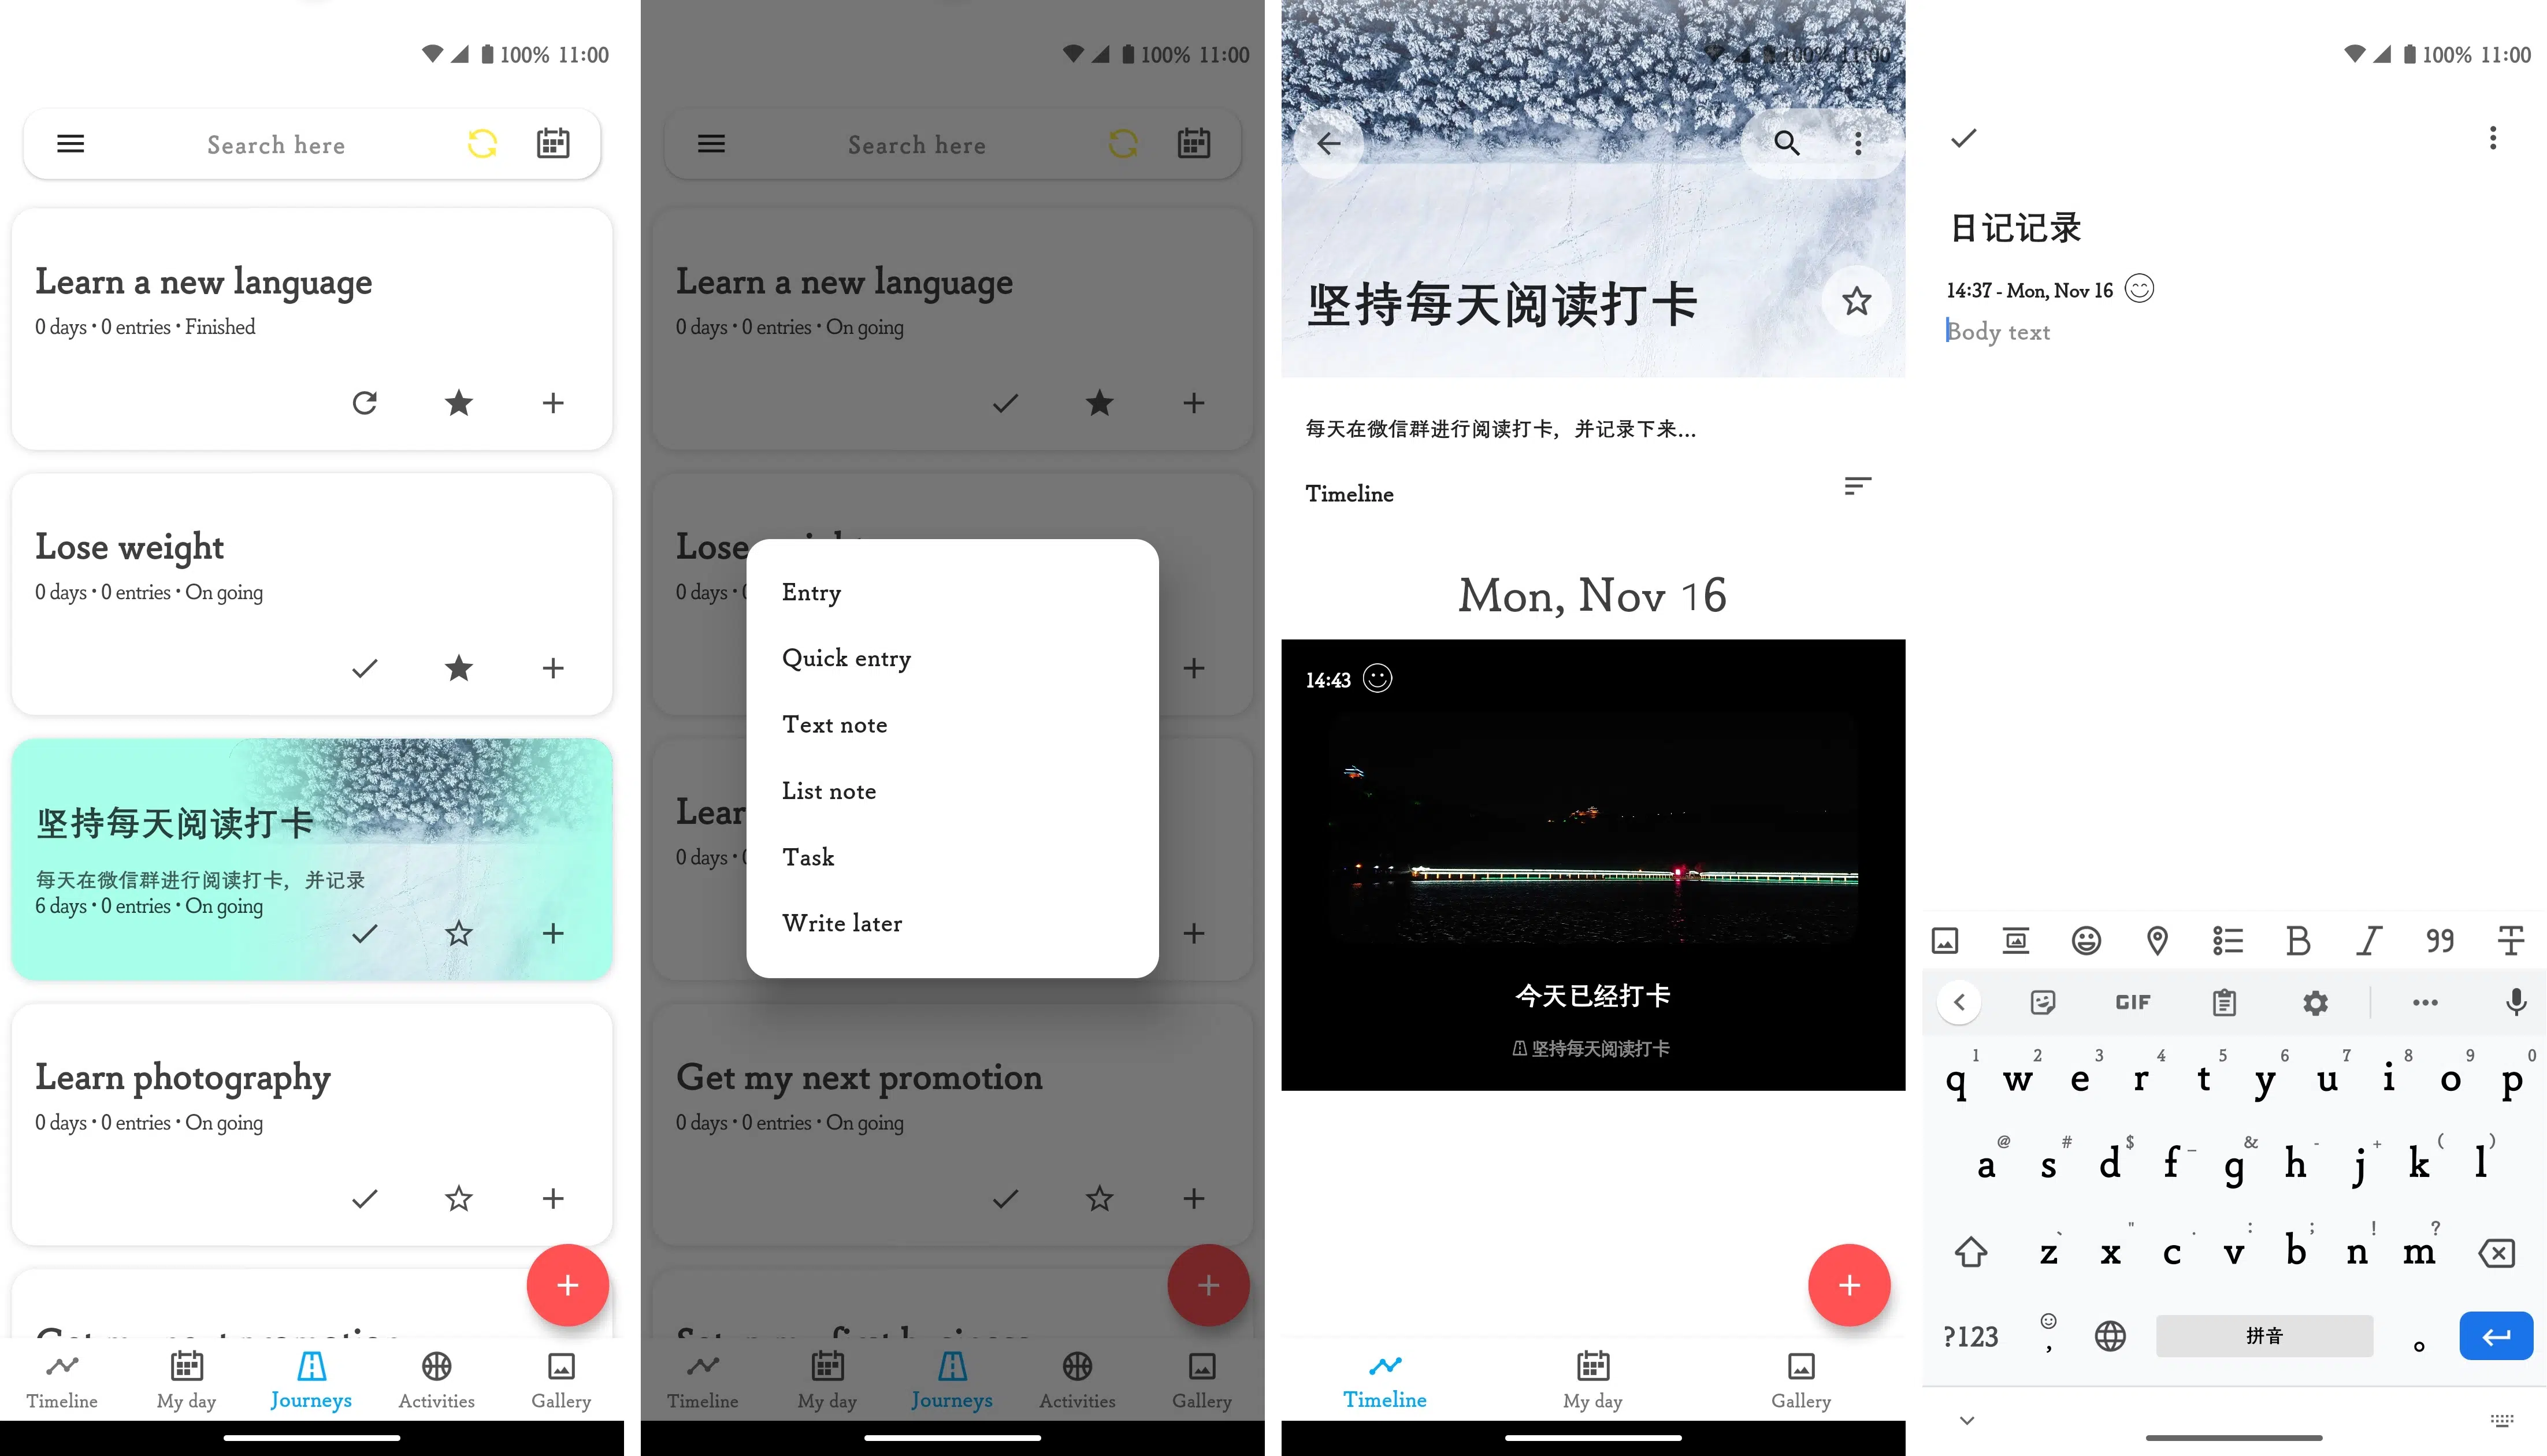 100% 11:00
Search here
Learn a new language
0 days • 0 entries • Finished
Lose weight
0 days • 0 entries • On going
坚持每天阅读打卡
每天在微信群进行阅读打卡，并记录
6 days • 0 entries • On going
Learn photography
0 days • 0 entries • On going
Get my next promotion
Timeline My day Journeys Activities Gallery
100% 11:00
Search here
Learn a new language
0 days • 0 entries • On going
Lose
0 days •
Entry
Quick entry
Text note
List note
Task
Write later
Lear
0 days •
Get my next promotion
0 days • 0 entries • On going
Set up my first business
Timeline My day Journeys Activities Gallery
100% 11:00
坚持每天阅读打卡
每天在微信群进行阅读打卡，并记录下来...
Timeline
Mon, Nov 16
14:43
今天已经打卡
坚持每天阅读打卡
Timeline My day Gallery
100% 11:00
日记记录
14:37 - Mon, Nov 16
Body text
B I 99 T
GIF
1 2 3 4 5 6 7 8 9 0
q w e r t y u i o p
@ # $ _ & - + ( )
a s d f g h j k l
` " ' : ; ! ?
z x c v b n m
?123 , 拼音 。